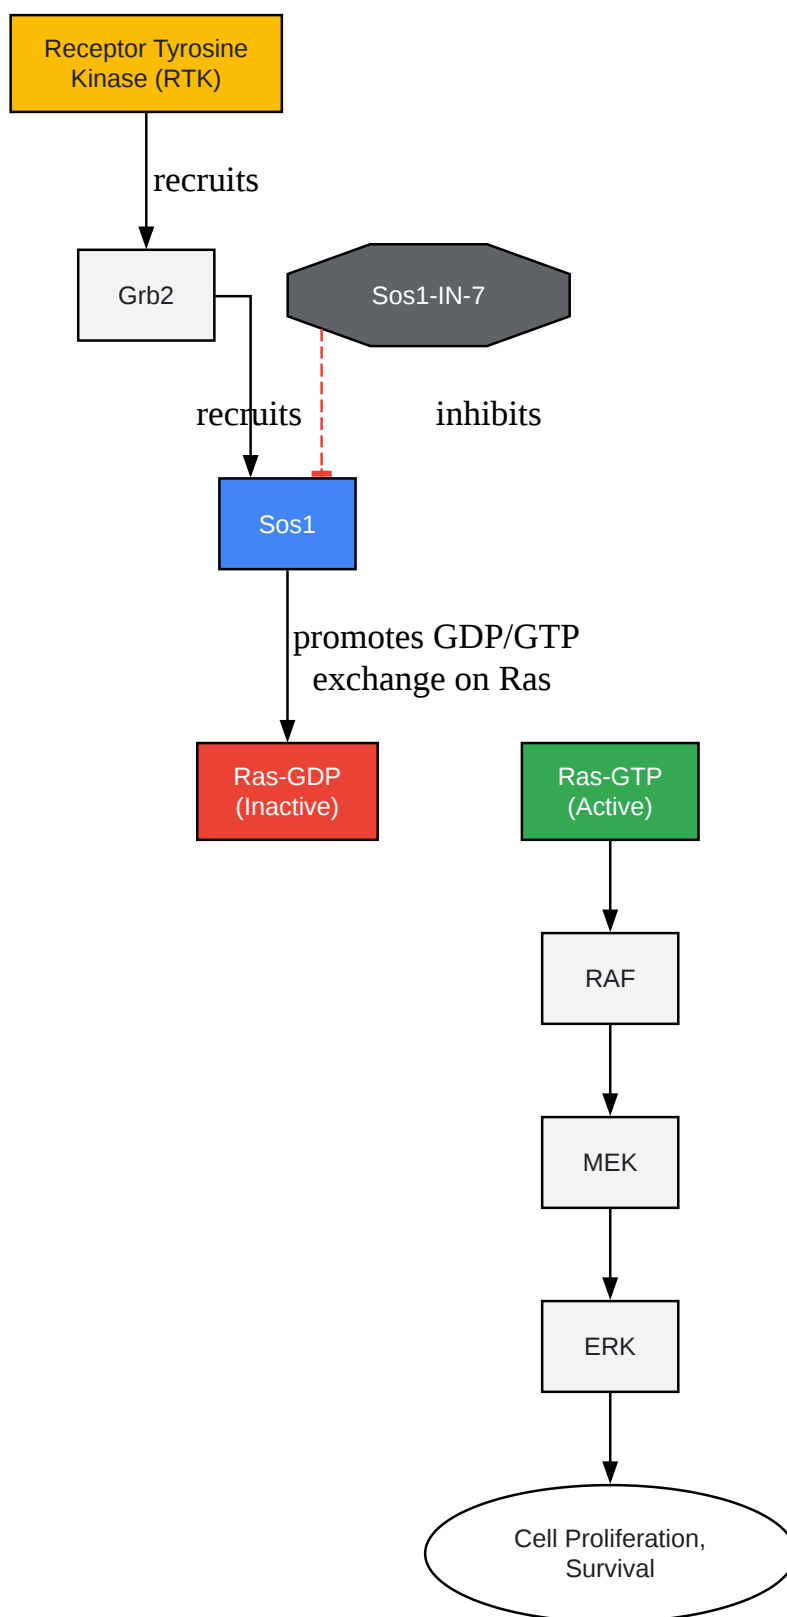 Receptor Tyrosine
Kinase (RTK)
recruits
Grb2
Sos1-IN-7
recruits
inhibits
Sos1
promotes GDP/GTP
exchange on Ras
Ras-GDP
(Inactive)
Ras-GTP
(Active)
RAF
MEK
ERK
Cell Proliferation,
Survival